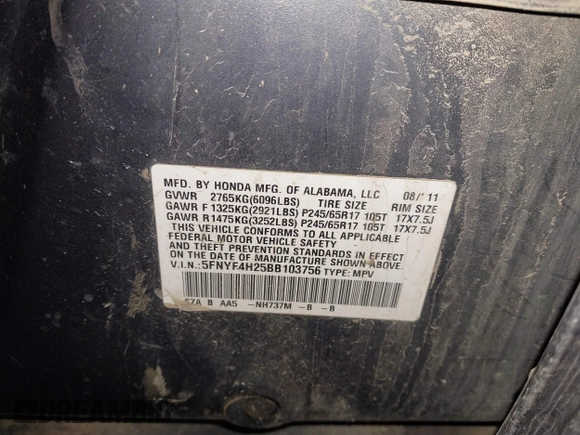 MFD. BY HONDA MFG. OF ALABAMA, LLC 08/'11
GVWR 2765KG(6096LBS) TIRE SIZE RIM SIZE
GAWR F 1325KG(2921LBS) P245/65R17 105T 17X7.5J
GAWR R 1475KG(3252LBS) P245/65R17 105T 17X7.5J
THIS VEHICLE CONFORMS TO ALL APPLICABLE
FEDERAL MOTOR VEHICLE SAFETY
AND THEFT PREVENTION STANDARDS IN EFFECT
ON THE DATE OF MANUFACTURE SHOWN ABOVE.
V.I.N.: 5FNYF4H25BB103756 TYPE: MPV
SZA B AA5 -NH737M -B -B